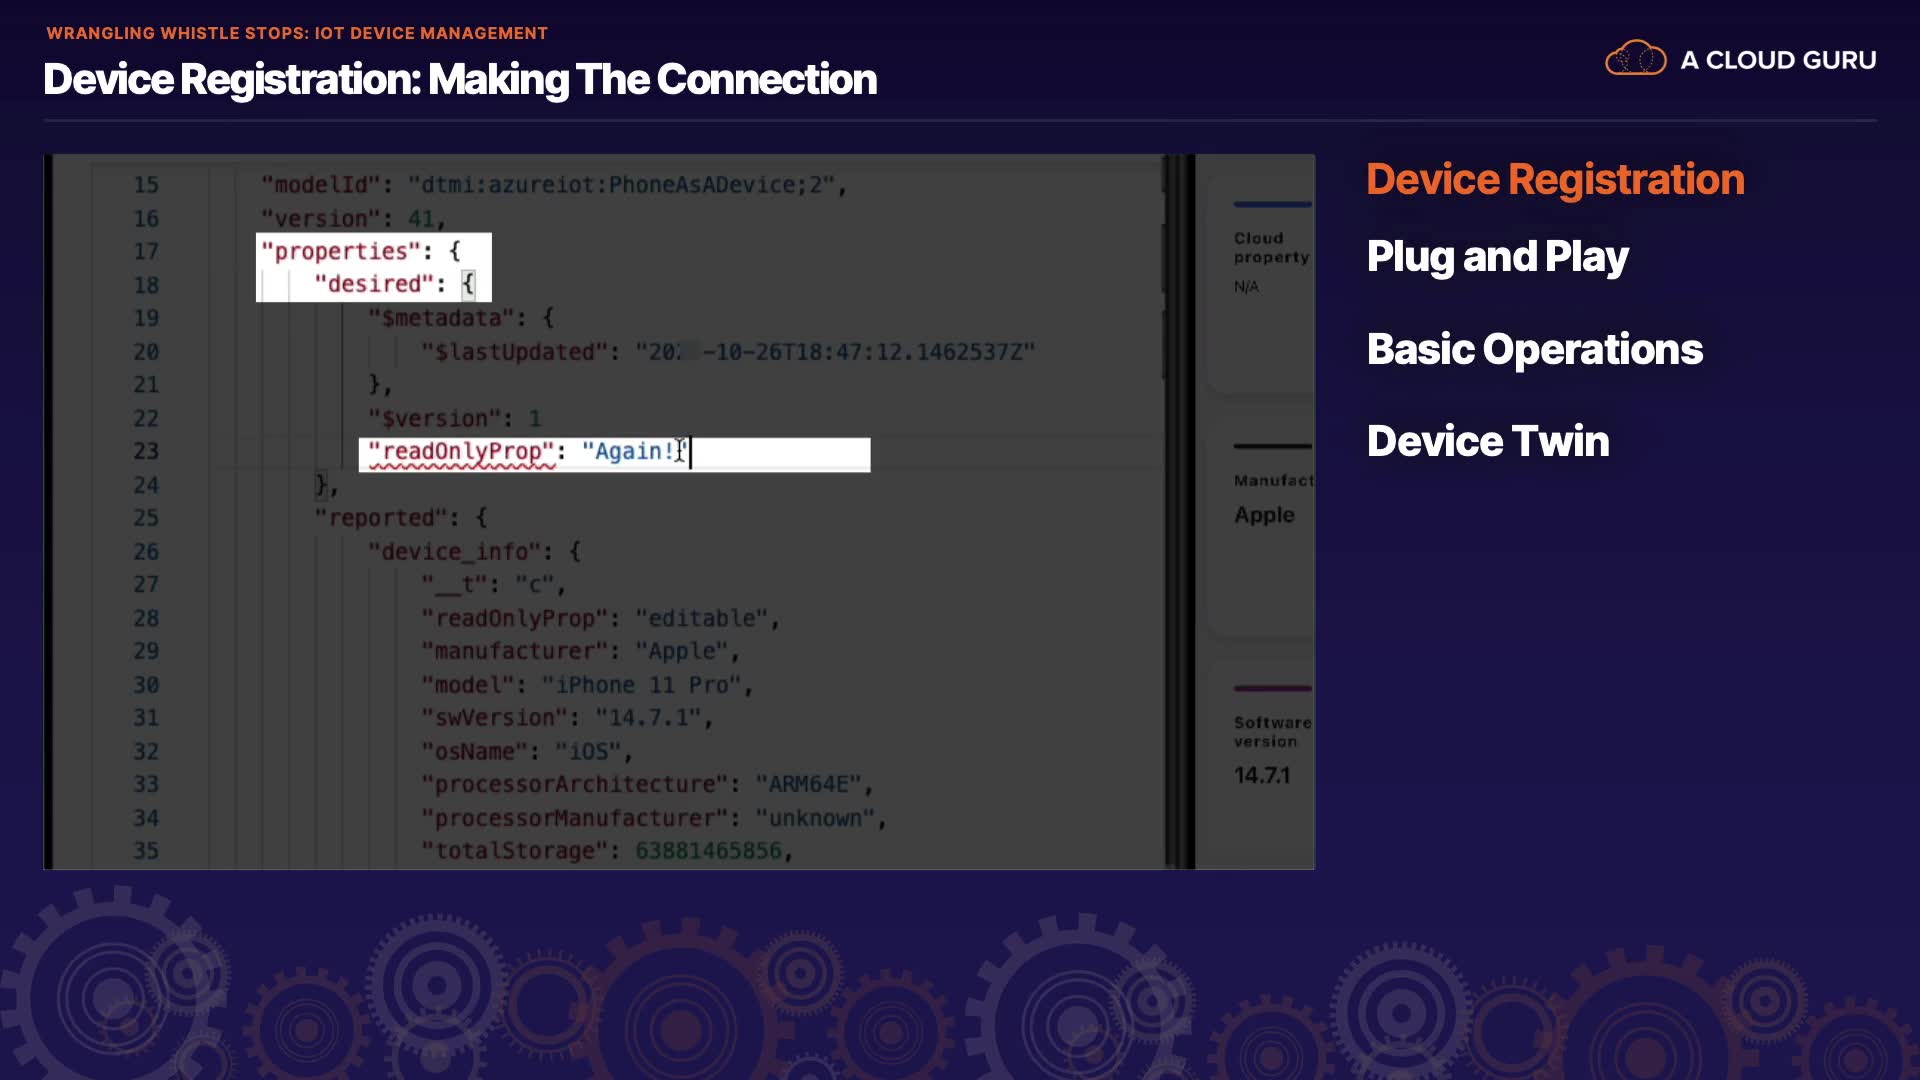 WRANGLING WHISTLE STOPS: IOT DEVICE MANAGEMENT
Device Registration: Making The Connection
A CLOUD GURU
15 "modelId": "dtmi:azureiot:PhoneAsADevice;2",
16 "version": 41,
17 "properties": {
18 "desired": {
19 "$metadata": {
20 "$lastUpdated": "20 -10-26T18:47:12.1462537Z"
21 },
22 "$version": 1
23 "readOnlyProp": "Again!"
24 },
25 "reported": {
26 "device_info": {
27 "__t": "c",
28 "readOnlyProp": "editable",
29 "manufacturer": "Apple",
30 "model": "iPhone 11 Pro",
31 "swVersion": "14.7.1",
32 "osName": "iOS",
33 "processorArchitecture": "ARM64E",
34 "processorManufacturer": "unknown",
35 "totalStorage": 63881465856,
Cloud
property
N/A
Manufact
Apple
Software
version
14.7.1
Device Registration
Plug and Play
Basic Operations
Device Twin